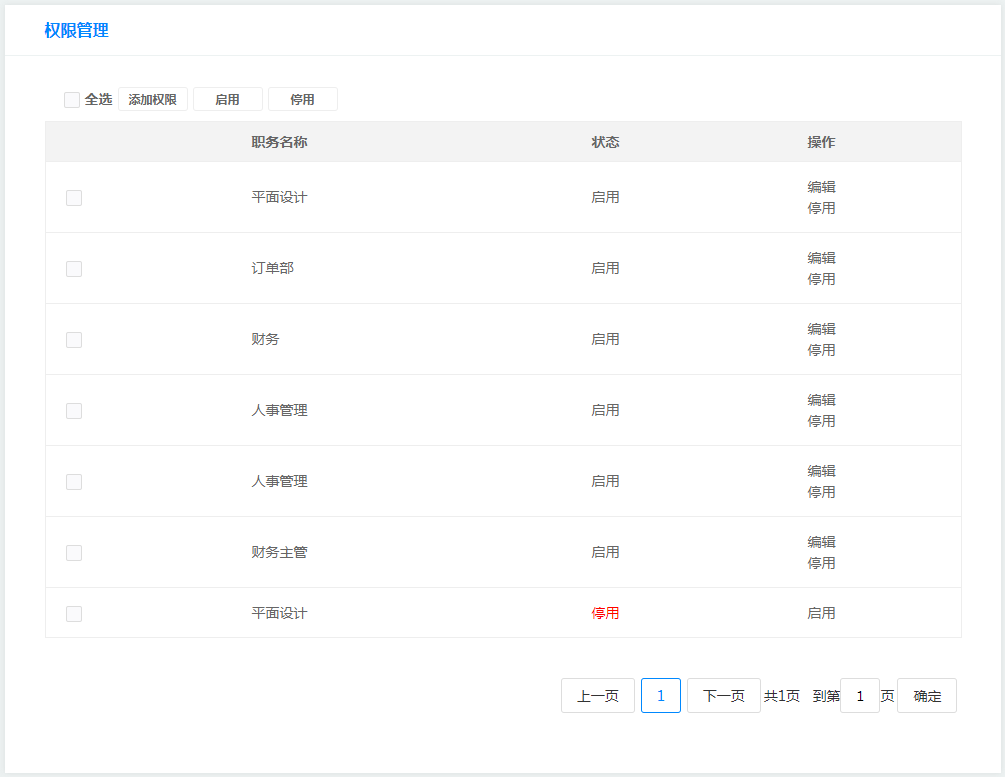 权限管理
全选 添加权限 启用 停用
职务名称 状态 操作
平面设计 启用 编辑
停用
订单部 启用 编辑
停用
财务 启用 编辑
停用
人事管理 启用 编辑
停用
人事管理 启用 编辑
停用
财务主管 启用 编辑
停用
平面设计 停用 启用
上一页 1 下一页 共1页 到第 1 页 确定